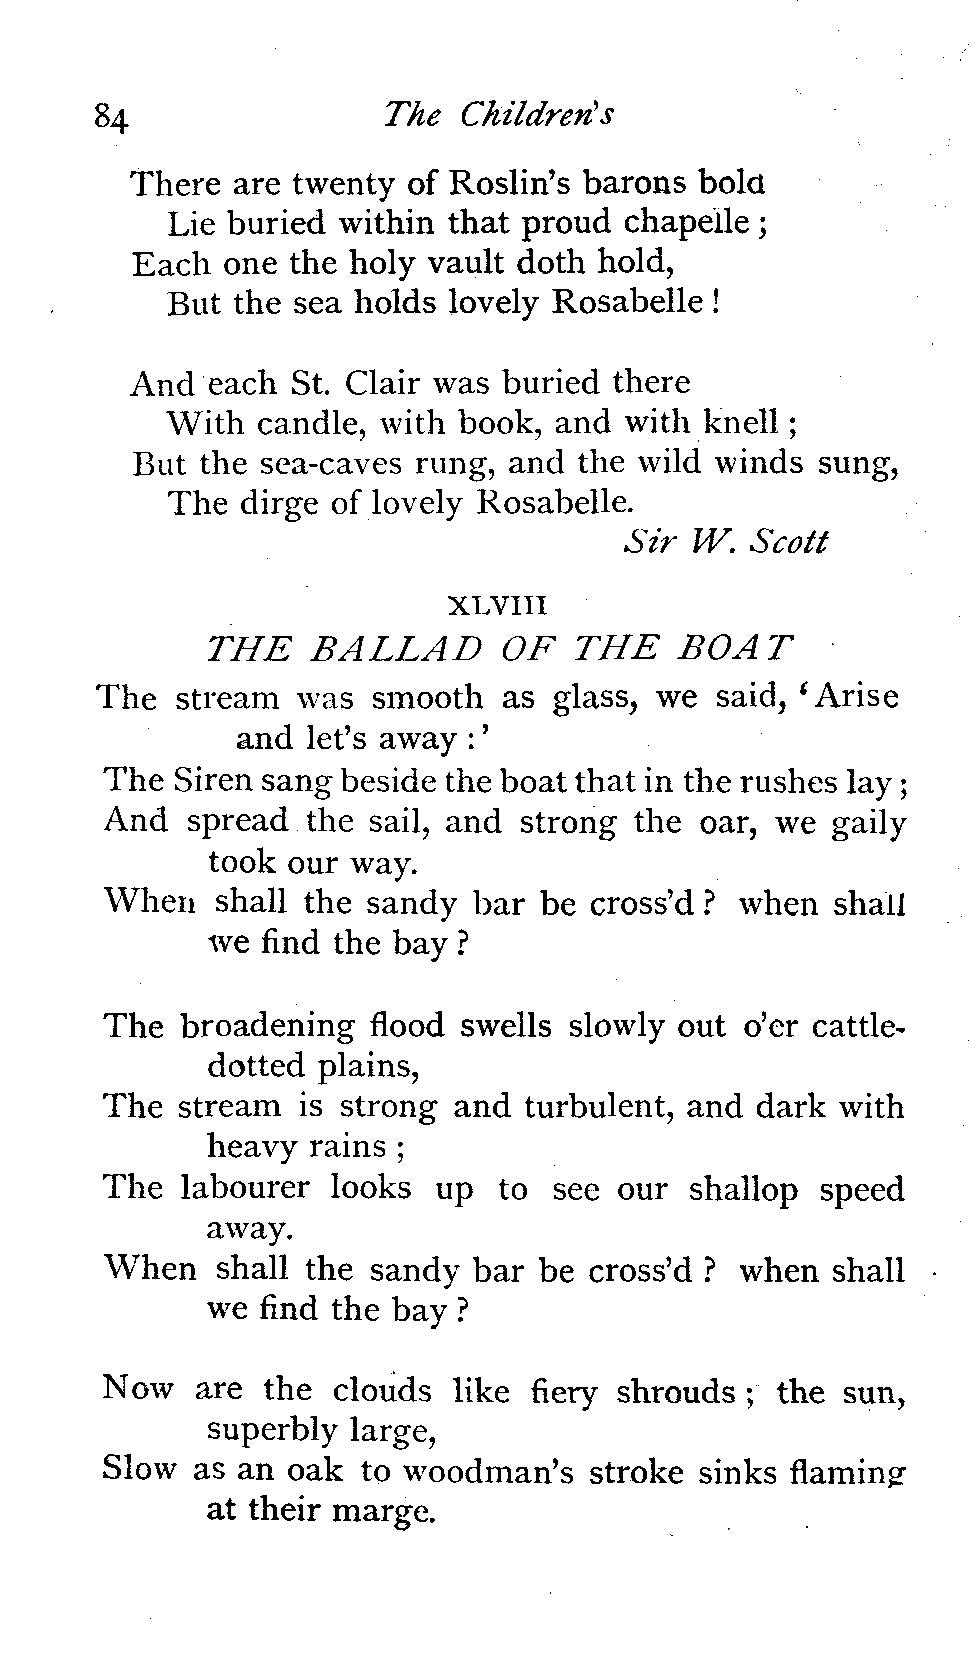 84 The Children's
There are twenty of Roslin's barons bold
Lie buried within that proud chapelle ;
Each one the holy vault doth hold,
But the sea holds lovely Rosabelle !
And each St. Clair was buried there
With candle, with book, and with knell ;
But the sea-caves rung, and the wild winds sung,
The dirge of lovely Rosabelle.
Sir W. Scott
XLVIII
THE BALLAD OF THE BOAT
The stream was smooth as glass, we said, 'Arise
and let's away :'
The Siren sang beside the boat that in the rushes lay ;
And spread the sail, and strong the oar, we gaily
took our way.
When shall the sandy bar be cross'd ? when shall
we find the bay ?
The broadening flood swells slowly out o'er cattle-
dotted plains,
The stream is strong and turbulent, and dark with
heavy rains ;
The labourer looks up to see our shallop speed
away.
When shall the sandy bar be cross'd ? when shall
we find the bay ?
Now are the clouds like fiery shrouds ; the sun,
superbly large,
Slow as an oak to woodman's stroke sinks flaming
at their marge.